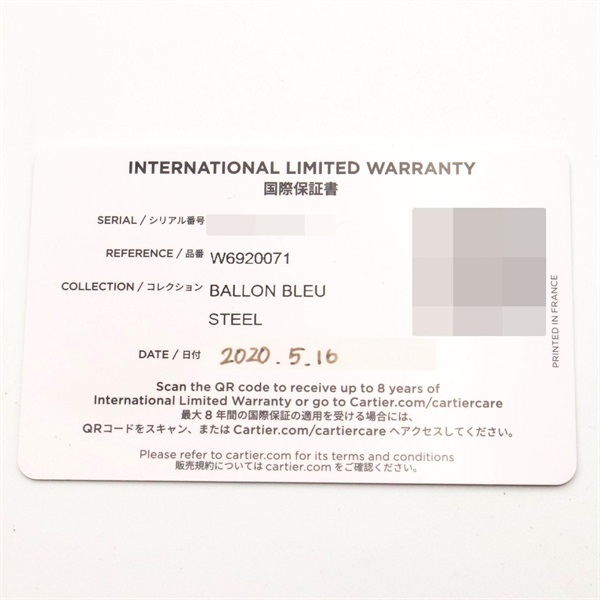 INTERNATIONAL LIMITED WARRANTY
国際保証書
SERIAL / シリアル番号
REFERENCE / 品番 W6920071
COLLECTION / コレクション BALLON BLEU
STEEL
DATE / 日付 2020.5.16
Scan the QR code to receive up to 8 years of
International Limited Warranty or go to Cartier.com/cartiercare
最大 8 年間の国際保証の適用を受ける場合には、
QRコードをスキャン、または Cartier.com/cartiercare へアクセスしてください。
Please refer to cartier.com for its terms and conditions
販売規約については cartier.com をご確認ください。
PRINTED IN FRANCE